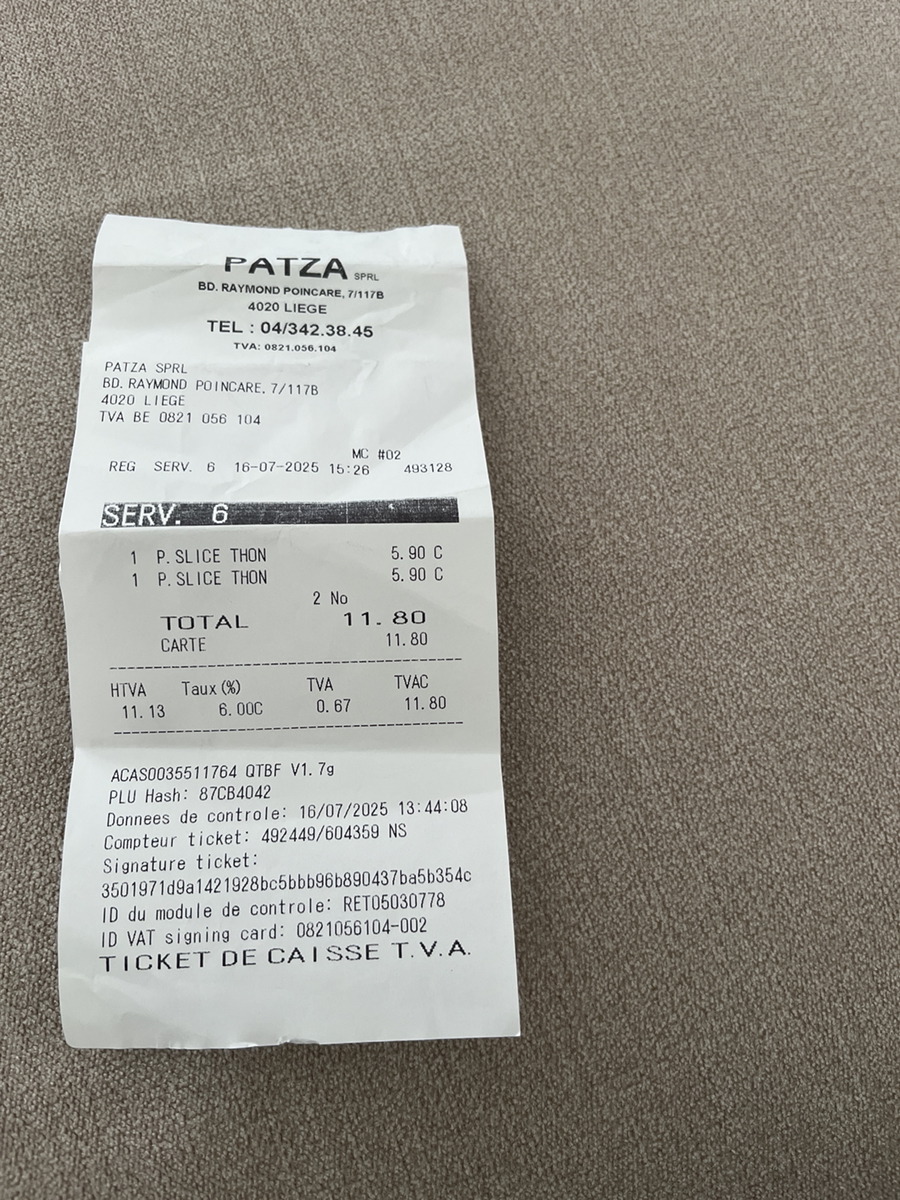 PATZA SPRL
BD. RAYMOND POINCARE, 7/117B
4020 LIEGE
TEL : 04/342.38.45
TVA: 0821.056.104
PATZA SPRL
BD. RAYMOND POINCARE, 7/117B
4020 LIEGE
TVA BE 0821 056 104
MC #02
REG SERV. 6 16-07-2025 15:26 493128
SERV. 6
1 P.SLICE THON 5.90 C
1 P.SLICE THON 5.90 C
2 No
TOTAL 11.80
CARTE 11.80
HTVA Taux(%) TVA TVAC
11.13 6.00C 0.67 11.80
ACAS0035511764 QTBF V1.7g
PLU Hash: 87CB4042
Donnees de controle: 16/07/2025 13:44:08
Compteur ticket: 492449/604359 NS
Signature ticket:
3501971d9a1421928bc5bbb96b890437ba5b354c
ID du module de controle: RET05030778
ID VAT signing card: 0821056104-002
TICKET DE CAISSE T.V.A.